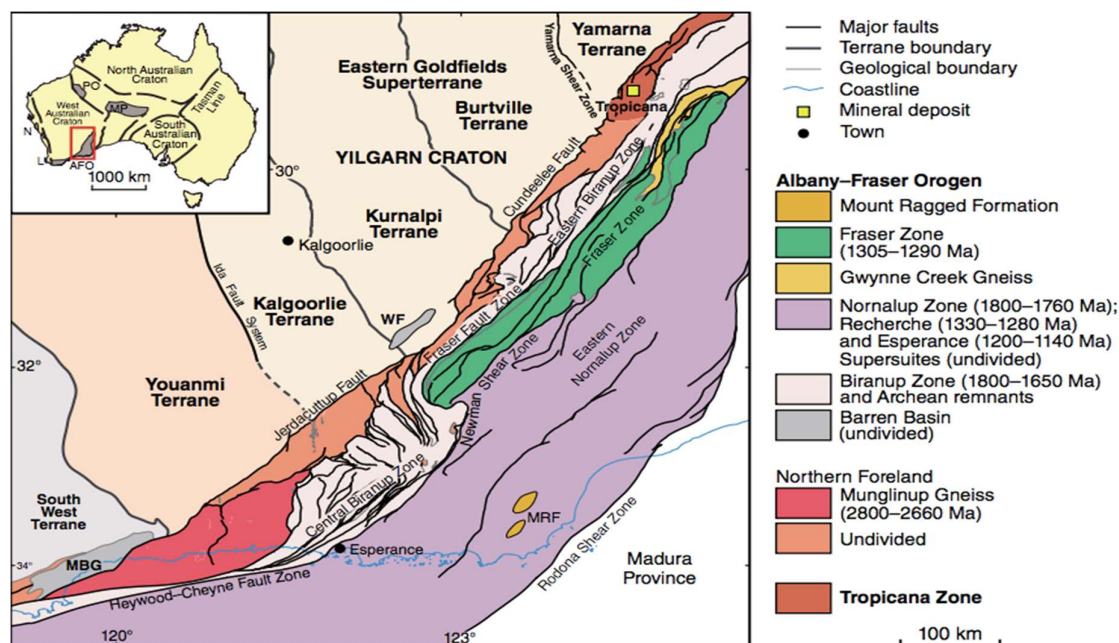 North Australian
Craton
PO
MP
West
Australian
Craton
South
Australian
Craton
Tasman
Line
N
L
AFO
1000 km
Yamarna
Terrane
Yamarna Shear Zone
Eastern Goldfields
Superterrane
Burtville
Terrane
Tropicana
YILGARN CRATON
30°
Cundeelee Fault
Eastern Biranup Zone
Kurnalpi
Terrane
Fraser Zone
Kalgoorlie
Ida Fault
System
Kalgoorlie
Terrane
WF
Fraser Fault Zone
Eastern
Nornalup Zone
32°
Youanmi
Terrane
Jerdacuttup Fault
Newman Shear Zone
Central Biranup Zone
South
West
Terrane
MRF
MBG
Esperance
34°
Rodona Shear Zone
Madura
Province
Heywood–Cheyne Fault Zone
120°
123°
Major faults
Terrane boundary
Geological boundary
Coastline
Mineral deposit
Town
Albany–Fraser Orogen
Mount Ragged Formation
Fraser Zone
(1305–1290 Ma)
Gwynne Creek Gneiss
Nornalup Zone (1800–1760 Ma);
Recherche (1330–1280 Ma)
and Esperance (1200–1140 Ma)
Supersuites (undivided)
Biranup Zone (1800–1650 Ma)
and Archean remnants
Barren Basin
(undivided)
Northern Foreland
Munglinup Gneiss
(2800–2660 Ma)
Undivided
Tropicana Zone
100 km